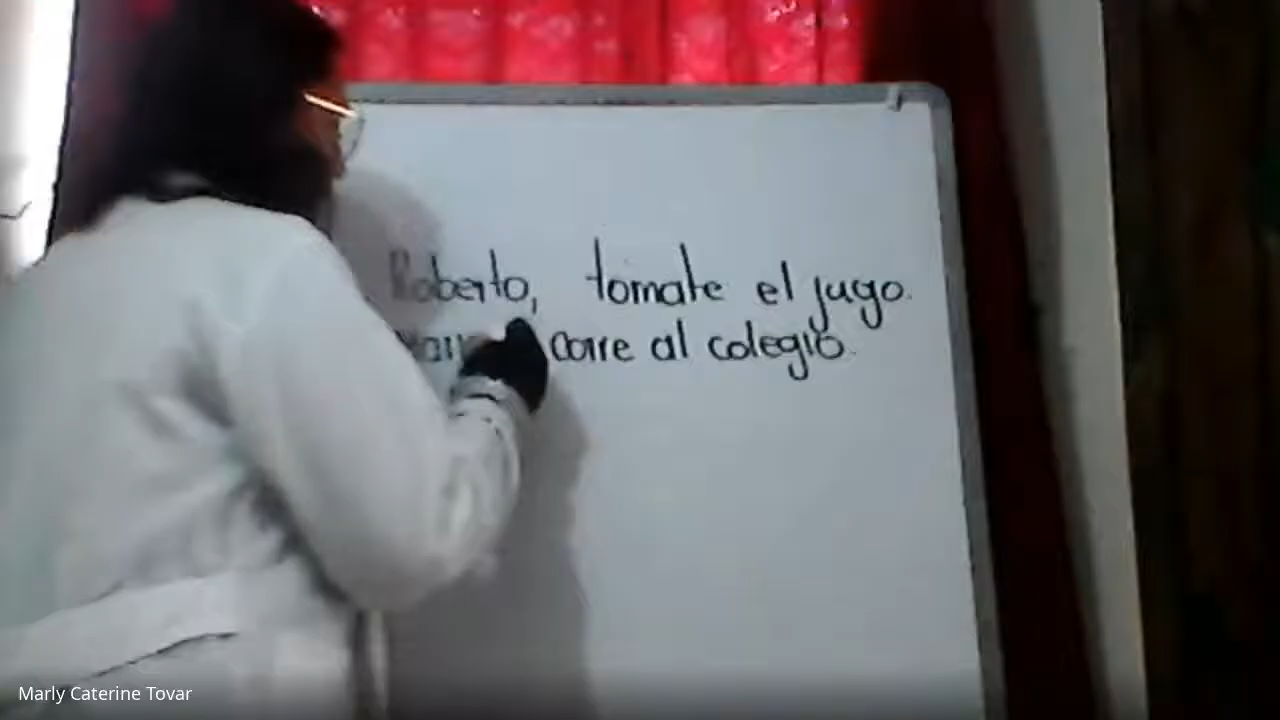 Roberto, tomate el jugo.
corre al colegio.
Marly Caterine Tovar